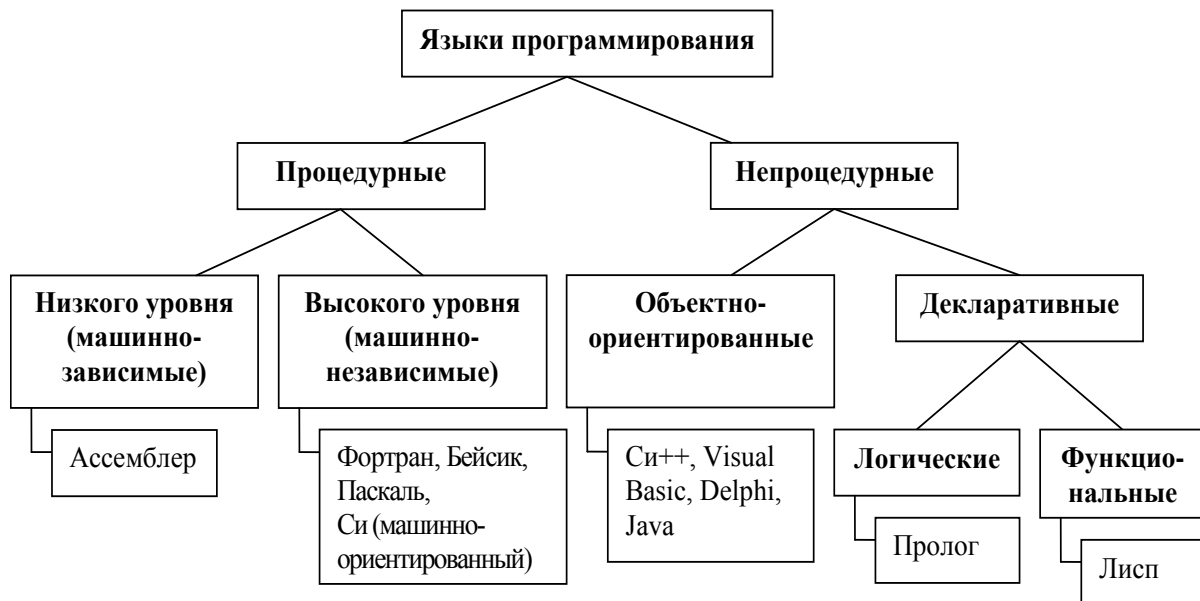 Языки программирования
Процедурные
Непроцедурные
Низкого уровня
(машинно-
зависимые)
Высокого уровня
(машинно-
независимые)
Объектно-
ориентированные
Декларативные
Ассемблер
Фортран, Бейсик,
Паскаль,
Си (машинно-
ориентированный)
Си++, Visual
Basic, Delphi,
Java
Логические
Функцио-
нальные
Пролог
Лисп